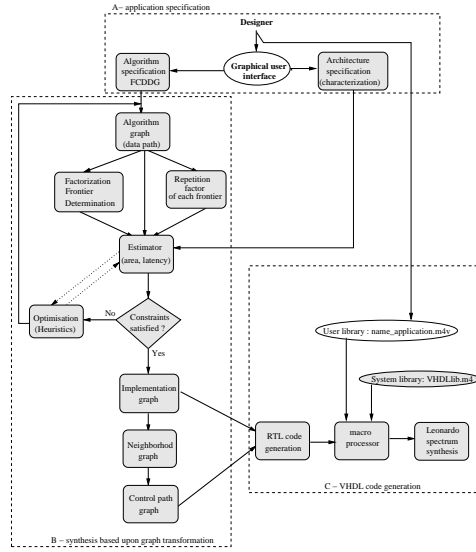 A– application specification
Designer
Algorithm
specification
FCDDG
Graphical user
interface
Architecture
specification
(characterization)
Algorithm
graph
(data path)
Factorization
Frontier
Determination
Repetition
factor
of each frontier
Estimator
(area, latency)
Optimisation
(Heuristics)
No
Constraints
satisfied ?
Yes
User library : name_application.m4v
System library: VHDLlib.m4
Implementation
graph
Neighborhod
graph
Control path
graph
RTL code
generation
macro
processor
Leonardo
spectrum
synthesis
C – VHDL code generation
B – synthesis based upon graph transformation